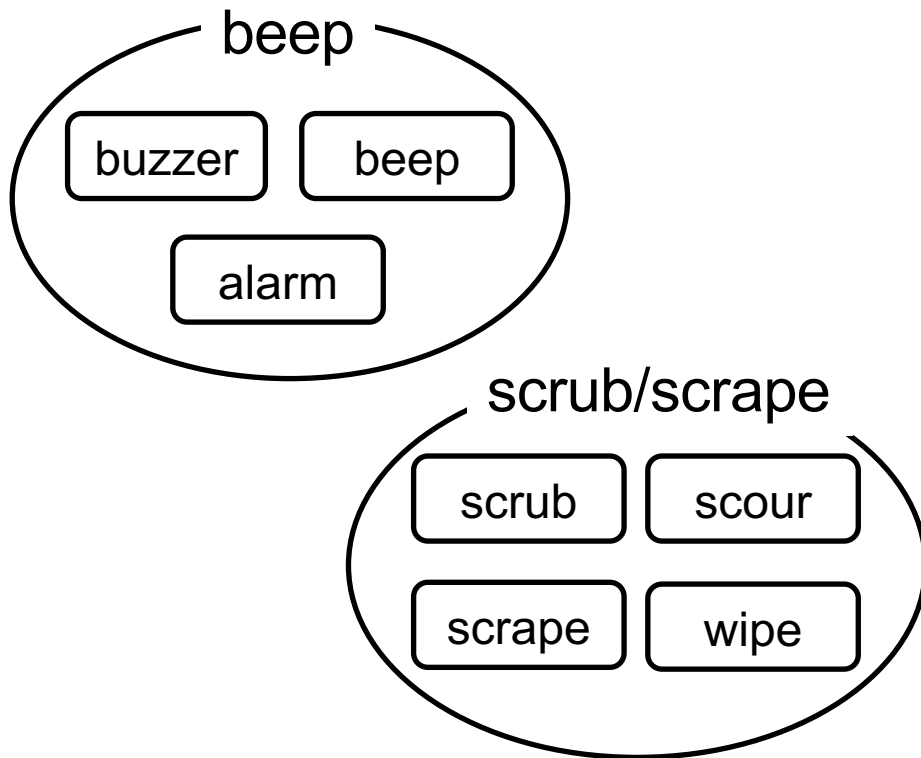 beep
buzzer beep
alarm
scrub/scrape
scrub scour
scrape wipe